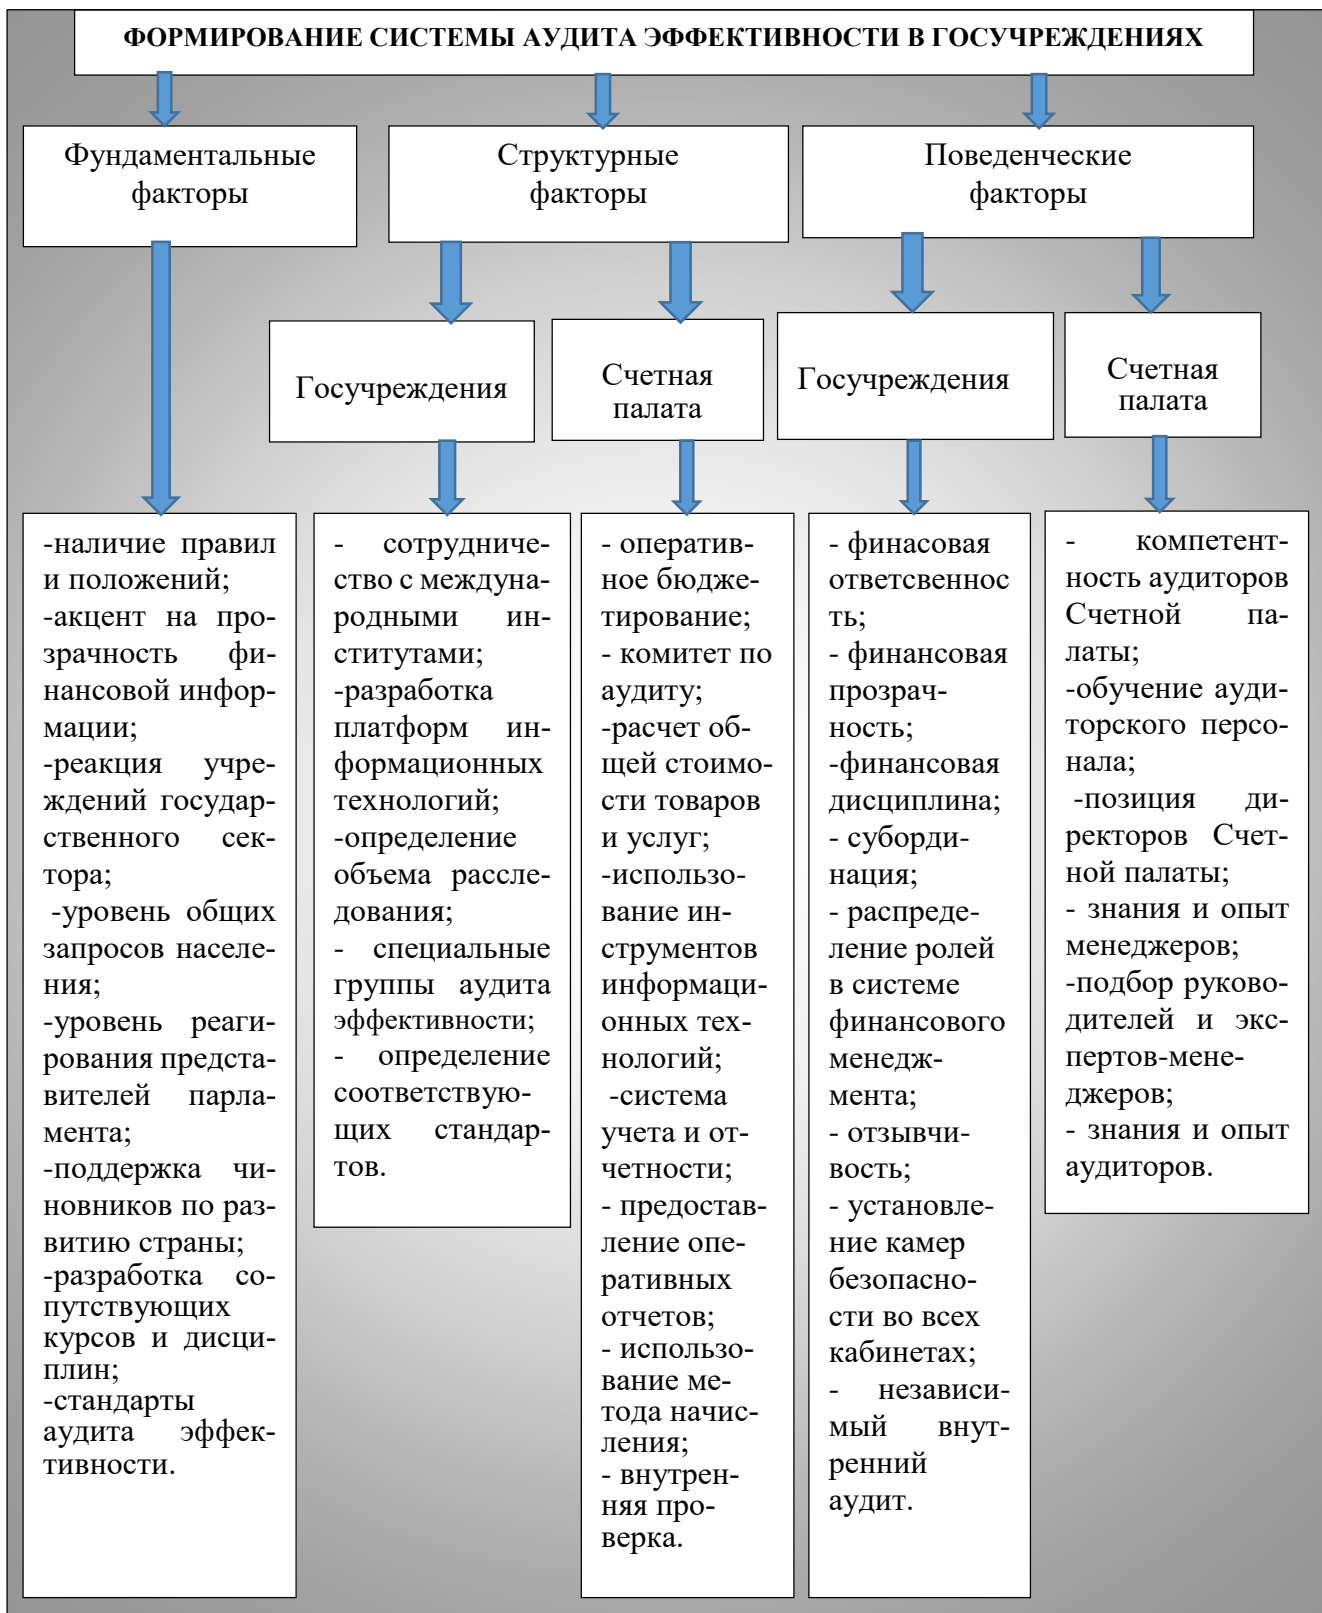 ФОРМИРОВАНИЕ СИСТЕМЫ АУДИТА ЭФФЕКТИВНОСТИ В ГОСУЧРЕЖДЕНИЯХ
Фундаментальные
факторы
Структурные
факторы
Поведенческие
факторы
Госучреждения
Счетная
палата
Госучреждения
Счетная
палата
-наличие правил
и положений;
-акцент на про-
зрачность фи-
нансовой инфор-
мации;
-реакция учре-
ждений государ-
ственного сек-
тора;
-уровень общих
запросов населе-
ния;
-уровень реаги-
рования предста-
вителей парла-
мента;
-поддержка чи-
новников по раз-
витию страны;
-разработка со-
путствующих
курсов и дисци-
плин;
-стандарты
аудита эффек-
тивности.
- сотрудниче-
ство с междуна-
родными ин-
ститутами;
-разработка
платформ ин-
формационных
технологий;
-определение
объема рассле-
дования;
- специальные
группы аудита
эффективности;
- определение
соответствую-
щих стандар-
тов.
- оператив-
ное бюдже-
тирование;
- комитет по
аудиту;
-расчет об-
щей стоимо-
сти товаров
и услуг;
-использо-
вание ин-
струментов
информаци-
онных тех-
нологий;
-система
учета и от-
четности;
- предостав-
ление опе-
ративных
отчетов;
- использо-
вание ме-
тода начис-
ления;
- внутрен-
няя про-
верка.
- финасовая
ответсвеннос
ть;
- финансовая
прозрач-
ность;
-финансовая
дисциплина;
- суборди-
нация;
- распреде-
ление ролей
в системе
финансового
менедж-
мента;
- отзывчи-
вость;
- установле-
ние камер
безопасно-
сти во всех
кабинетах;
- независи-
мый внут-
ренний
аудит.
- компетент-
ность аудиторов
Счетной па-
латы;
-обучение ауди-
торского персо-
нала;
-позиция ди-
ректоров Счет-
ной палаты;
- знания и опыт
менеджеров;
-подбор руково-
дителей и экс-
пертов-мене-
джеров;
- знания и опыт
аудиторов.